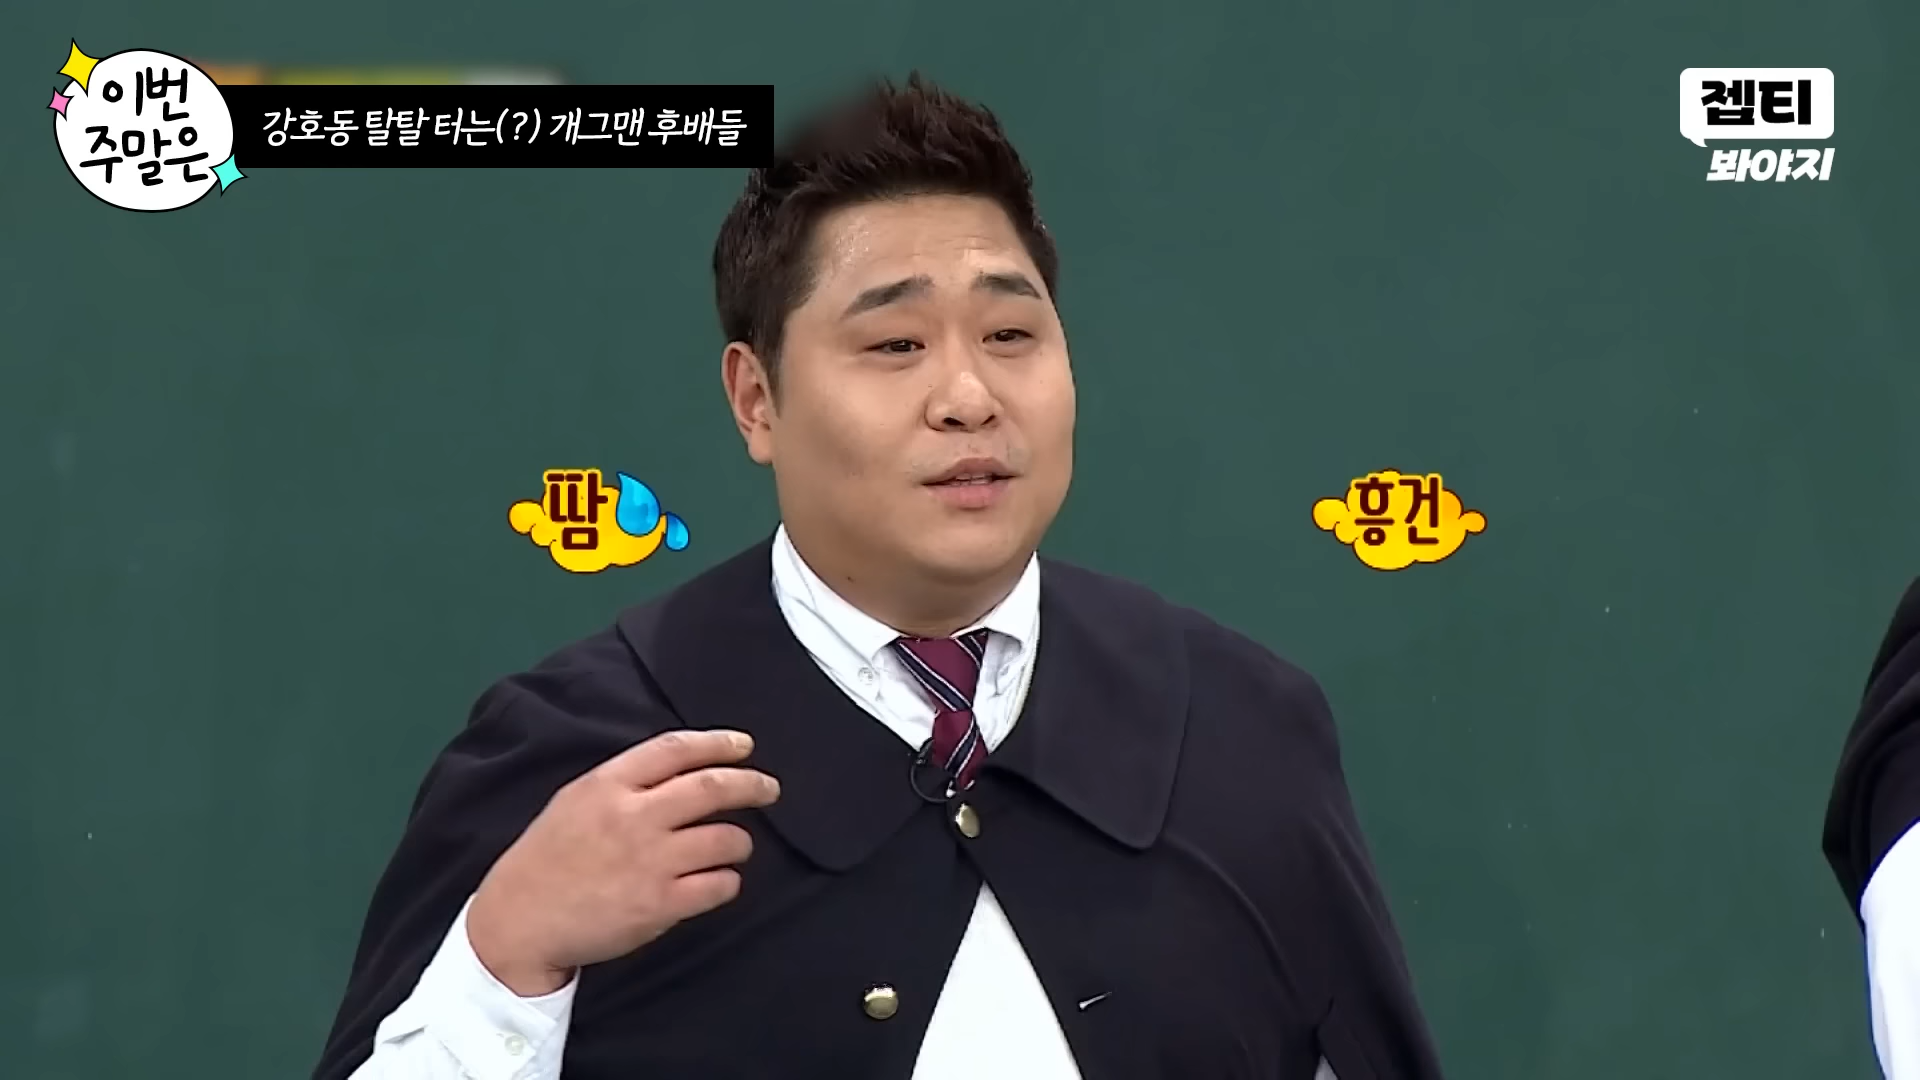 이번
주말은
강호동 탈탈 터는(?) 개그맨 후배들
젭티
봐야지
땀
흥건